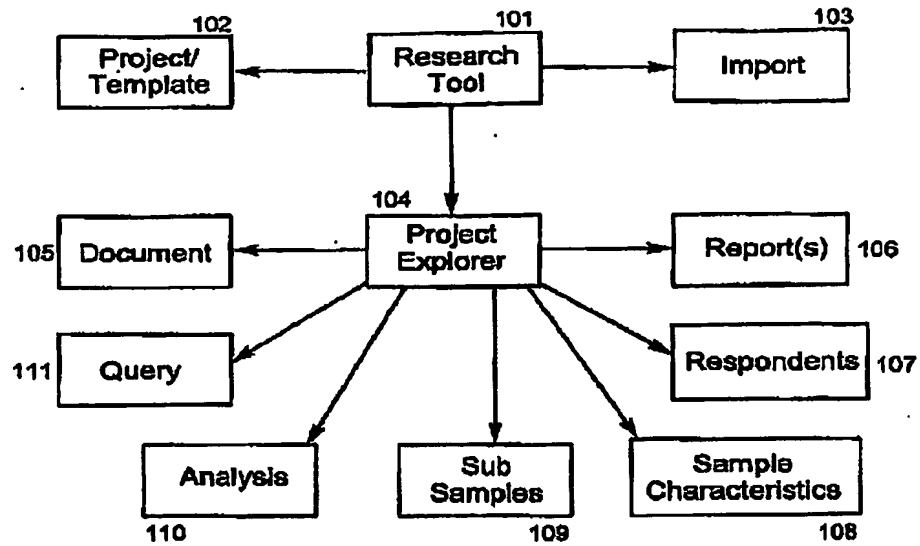 102
101
103
Project/
Template
Research
Tool
Import
104
105
Document
Project
Explorer
Report(s)
106
111
Query
Respondents
107
Analysis
Sub
Samples
Sample
Characteristics
110
109
108